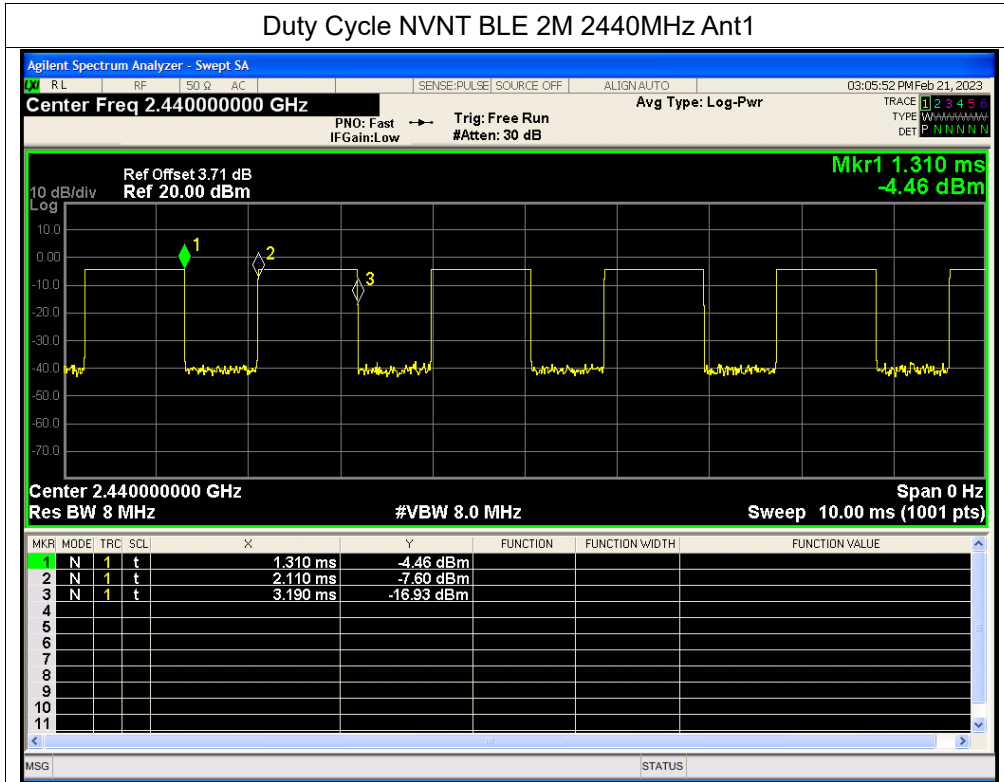 Duty Cycle NVNT BLE 2M 2440MHz Ant1
Agilent Spectrum Analyzer - Swept SA
LXI RL RF 50 Ω AC SENSE:PULSE SOURCE OFF ALIGNAUTO 03:05:52 PMFeb 21, 2023
Center Freq 2.440000000 GHz Avg Type: Log-Pwr TRACE 1 2 3 4 5 6
PNO: Fast Trig: Free Run TYPE WWWWWW
IFGain:Low #Atten: 30 dB DET P N N N N N
Mkr1 1.310 ms
Ref Offset 3.71 dB
10 dB/div Ref 20.00 dBm -4.46 dBm
Log
10.0
1
0.00
2
-10.0
3
-20.0
-30.0
-40.0
-50.0
-60.0
-70.0
Center 2.440000000 GHz Span 0 Hz
Res BW 8 MHz #VBW 8.0 MHz Sweep 10.00 ms (1001 pts)
MKR MODE TRC SCL X Y FUNCTION FUNCTION WIDTH FUNCTION VALUE
1 N 1 t 1.310 ms -4.46 dBm
2 N 1 t 2.110 ms -7.60 dBm
3 N 1 t 3.190 ms -16.93 dBm
4
5
6
7
8
9
10
11
MSG STATUS